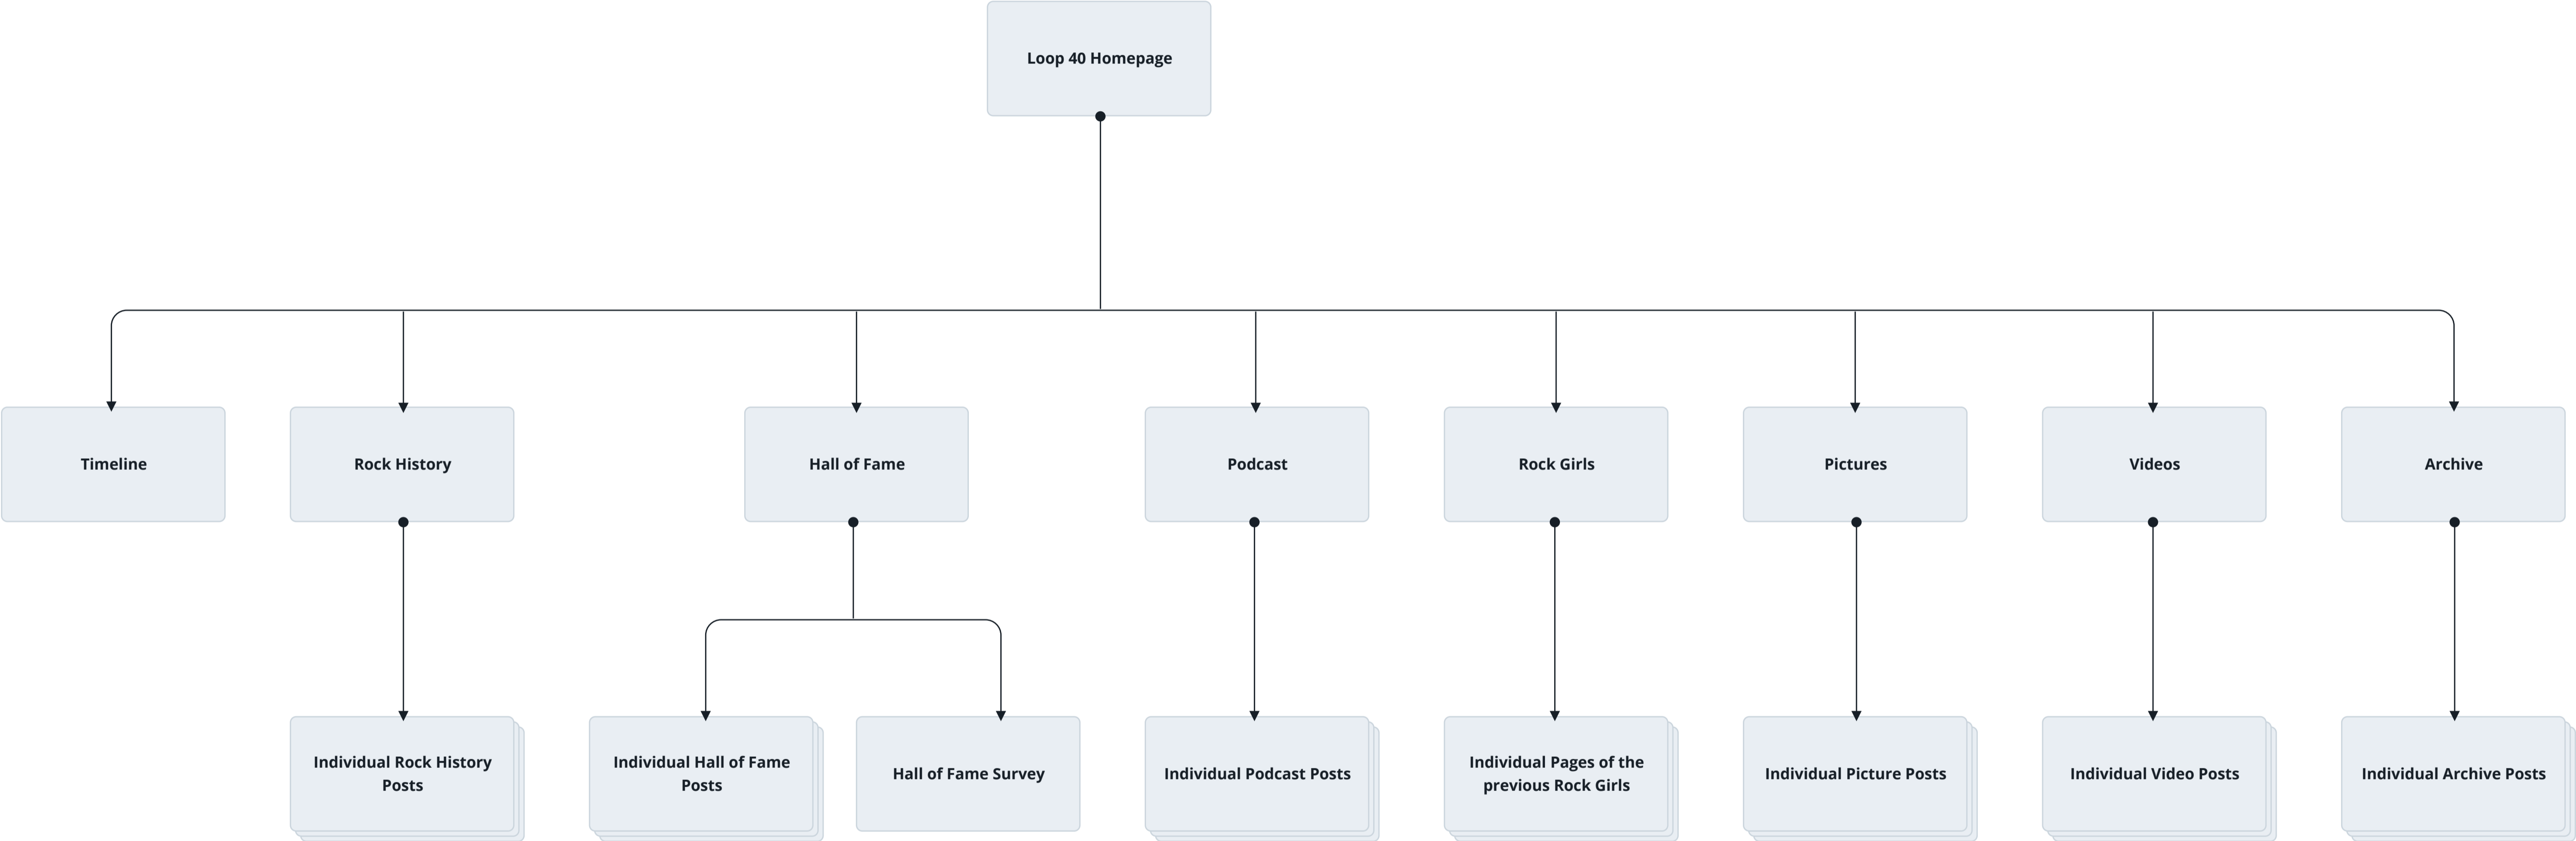 Loop 40 Homepage
Timeline
Rock History
Hall of Fame
Podcast
Rock Girls
Pictures
Videos
Archive
Individual Rock History
Posts
Individual Hall of Fame
Posts
Hall of Fame Survey
Individual Podcast Posts
Individual Pages of the
previous Rock Girls
Individual Picture Posts
Individual Video Posts
Individual Archive Posts